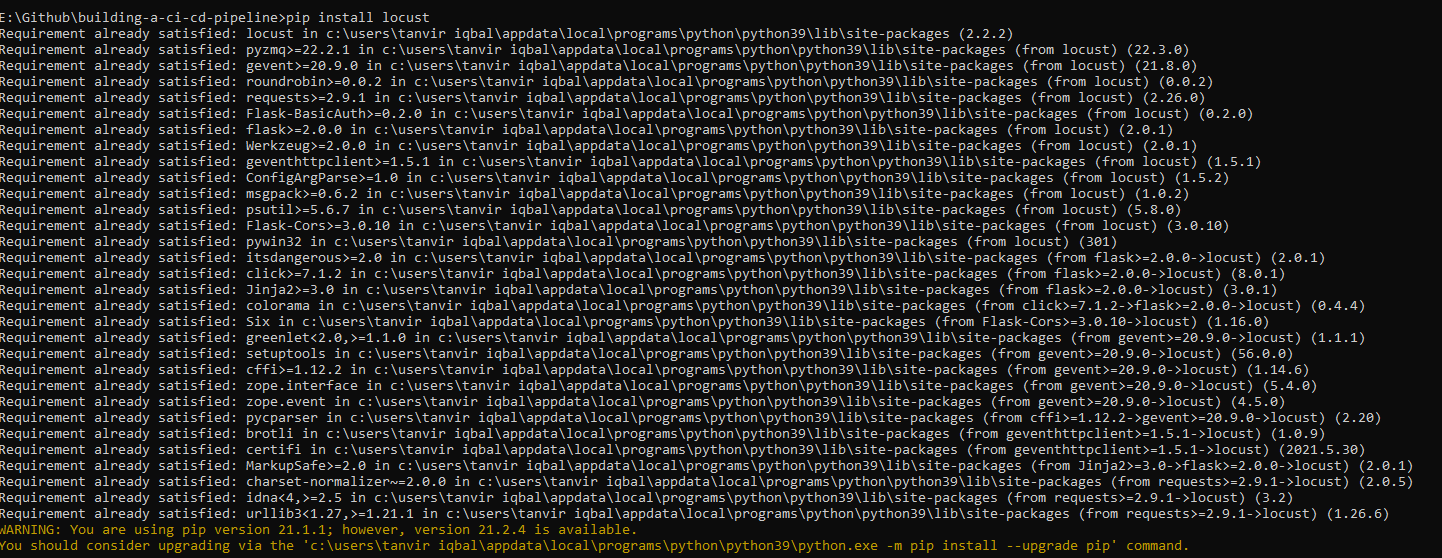 E:\Github\building-a-ci-cd-pipeline>pip install locust
Requirement already satisfied: locust in c:\users\tanvir iqbal\appdata\local\programs\python\python39\lib\site-packages (2.2.2)
Requirement already satisfied: pyzmq>=22.2.1 in c:\users\tanvir iqbal\appdata\local\programs\python\python39\lib\site-packages (from locust) (22.3.0)
Requirement already satisfied: gevent>=20.9.0 in c:\users\tanvir iqbal\appdata\local\programs\python\python39\lib\site-packages (from locust) (21.8.0)
Requirement already satisfied: roundrobin>=0.0.2 in c:\users\tanvir iqbal\appdata\local\programs\python\python39\lib\site-packages (from locust) (0.0.2)
Requirement already satisfied: requests>=2.9.1 in c:\users\tanvir iqbal\appdata\local\programs\python\python39\lib\site-packages (from locust) (2.26.0)
Requirement already satisfied: Flask-BasicAuth>=0.2.0 in c:\users\tanvir iqbal\appdata\local\programs\python\python39\lib\site-packages (from locust) (0.2.0)
Requirement already satisfied: flask>=2.0.0 in c:\users\tanvir iqbal\appdata\local\programs\python\python39\lib\site-packages (from locust) (2.0.1)
Requirement already satisfied: Werkzeug>=2.0.0 in c:\users\tanvir iqbal\appdata\local\programs\python\python39\lib\site-packages (from locust) (2.0.1)
Requirement already satisfied: geventhttpclient>=1.5.1 in c:\users\tanvir iqbal\appdata\local\programs\python\python39\lib\site-packages (from locust) (1.5.1)
Requirement already satisfied: ConfigArgParse>=1.0 in c:\users\tanvir iqbal\appdata\local\programs\python\python39\lib\site-packages (from locust) (1.5.2)
Requirement already satisfied: msgpack>=0.6.2 in c:\users\tanvir iqbal\appdata\local\programs\python\python39\lib\site-packages (from locust) (1.0.2)
Requirement already satisfied: psutil>=5.6.7 in c:\users\tanvir iqbal\appdata\local\programs\python\python39\lib\site-packages (from locust) (5.8.0)
Requirement already satisfied: Flask-Cors>=3.0.10 in c:\users\tanvir iqbal\appdata\local\programs\python\python39\lib\site-packages (from locust) (3.0.10)
Requirement already satisfied: pywin32 in c:\users\tanvir iqbal\appdata\local\programs\python\python39\lib\site-packages (from locust) (301)
Requirement already satisfied: itsdangerous>=2.0 in c:\users\tanvir iqbal\appdata\local\programs\python\python39\lib\site-packages (from flask>=2.0.0->locust) (2.0.1)
Requirement already satisfied: click>=7.1.2 in c:\users\tanvir iqbal\appdata\local\programs\python\python39\lib\site-packages (from flask>=2.0.0->locust) (8.0.1)
Requirement already satisfied: Jinja2>=3.0 in c:\users\tanvir iqbal\appdata\local\programs\python\python39\lib\site-packages (from flask>=2.0.0->locust) (3.0.1)
Requirement already satisfied: colorama in c:\users\tanvir iqbal\appdata\local\programs\python\python39\lib\site-packages (from click>=7.1.2->flask>=2.0.0->locust) (0.4.4)
Requirement already satisfied: Six in c:\users\tanvir iqbal\appdata\local\programs\python\python39\lib\site-packages (from Flask-Cors>=3.0.10->locust) (1.16.0)
Requirement already satisfied: greenlet<2.0,>=1.1.0 in c:\users\tanvir iqbal\appdata\local\programs\python\python39\lib\site-packages (from gevent>=20.9.0->locust) (1.1.1)
Requirement already satisfied: setuptools in c:\users\tanvir iqbal\appdata\local\programs\python\python39\lib\site-packages (from gevent>=20.9.0->locust) (56.0.0)
Requirement already satisfied: cffi>=1.12.2 in c:\users\tanvir iqbal\appdata\local\programs\python\python39\lib\site-packages (from gevent>=20.9.0->locust) (1.14.6)
Requirement already satisfied: zope.interface in c:\users\tanvir iqbal\appdata\local\programs\python\python39\lib\site-packages (from gevent>=20.9.0->locust) (5.4.0)
Requirement already satisfied: zope.event in c:\users\tanvir iqbal\appdata\local\programs\python\python39\lib\site-packages (from gevent>=20.9.0->locust) (4.5.0)
Requirement already satisfied: pycparser in c:\users\tanvir iqbal\appdata\local\programs\python\python39\lib\site-packages (from cffi>=1.12.2->gevent>=20.9.0->locust) (2.20)
Requirement already satisfied: brotli in c:\users\tanvir iqbal\appdata\local\programs\python\python39\lib\site-packages (from geventhttpclient>=1.5.1->locust) (1.0.9)
Requirement already satisfied: certifi in c:\users\tanvir iqbal\appdata\local\programs\python\python39\lib\site-packages (from geventhttpclient>=1.5.1->locust) (2021.5.30)
Requirement already satisfied: MarkupSafe>=2.0 in c:\users\tanvir iqbal\appdata\local\programs\python\python39\lib\site-packages (from Jinja2>=3.0->flask>=2.0.0->locust) (2.0.1)
Requirement already satisfied: charset-normalizer~=2.0.0 in c:\users\tanvir iqbal\appdata\local\programs\python\python39\lib\site-packages (from requests>=2.9.1->locust) (2.0.5)
Requirement already satisfied: idna<4,>=2.5 in c:\users\tanvir iqbal\appdata\local\programs\python\python39\lib\site-packages (from requests>=2.9.1->locust) (3.2)
Requirement already satisfied: urllib3<1.27,>=1.21.1 in c:\users\tanvir iqbal\appdata\local\programs\python\python39\lib\site-packages (from requests>=2.9.1->locust) (1.26.6)
WARNING: You are using pip version 21.1.1; however, version 21.2.4 is available.
You should consider upgrading via the 'c:\users\tanvir iqbal\appdata\local\programs\python\python39\python.exe -m pip install --upgrade pip' command.